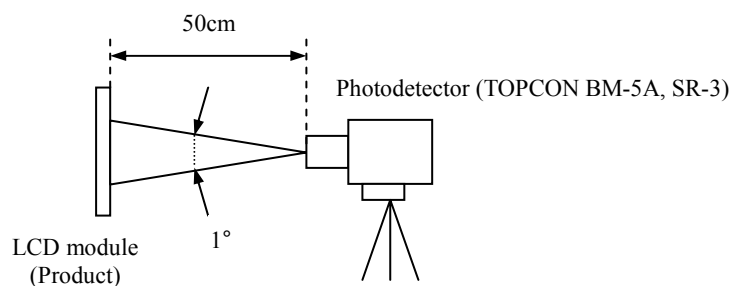 50cm
Photodetector (TOPCON BM-5A, SR-3)
1°
LCD module
(Product)